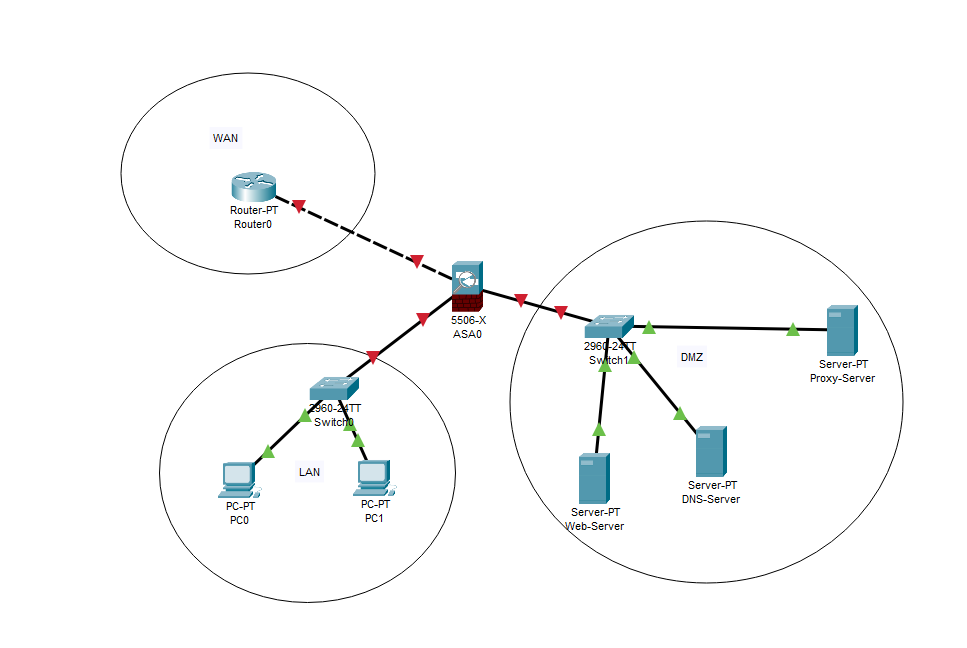 WAN
Router-PT
Router0
5506-X
ASA0
2960-24TT
Switch1
DMZ
Server-PT
Proxy-Server
2960-24TT
Switch0
LAN
PC-PT
PC0
PC-PT
PC1
Server-PT
DNS-Server
Server-PT
Web-Server